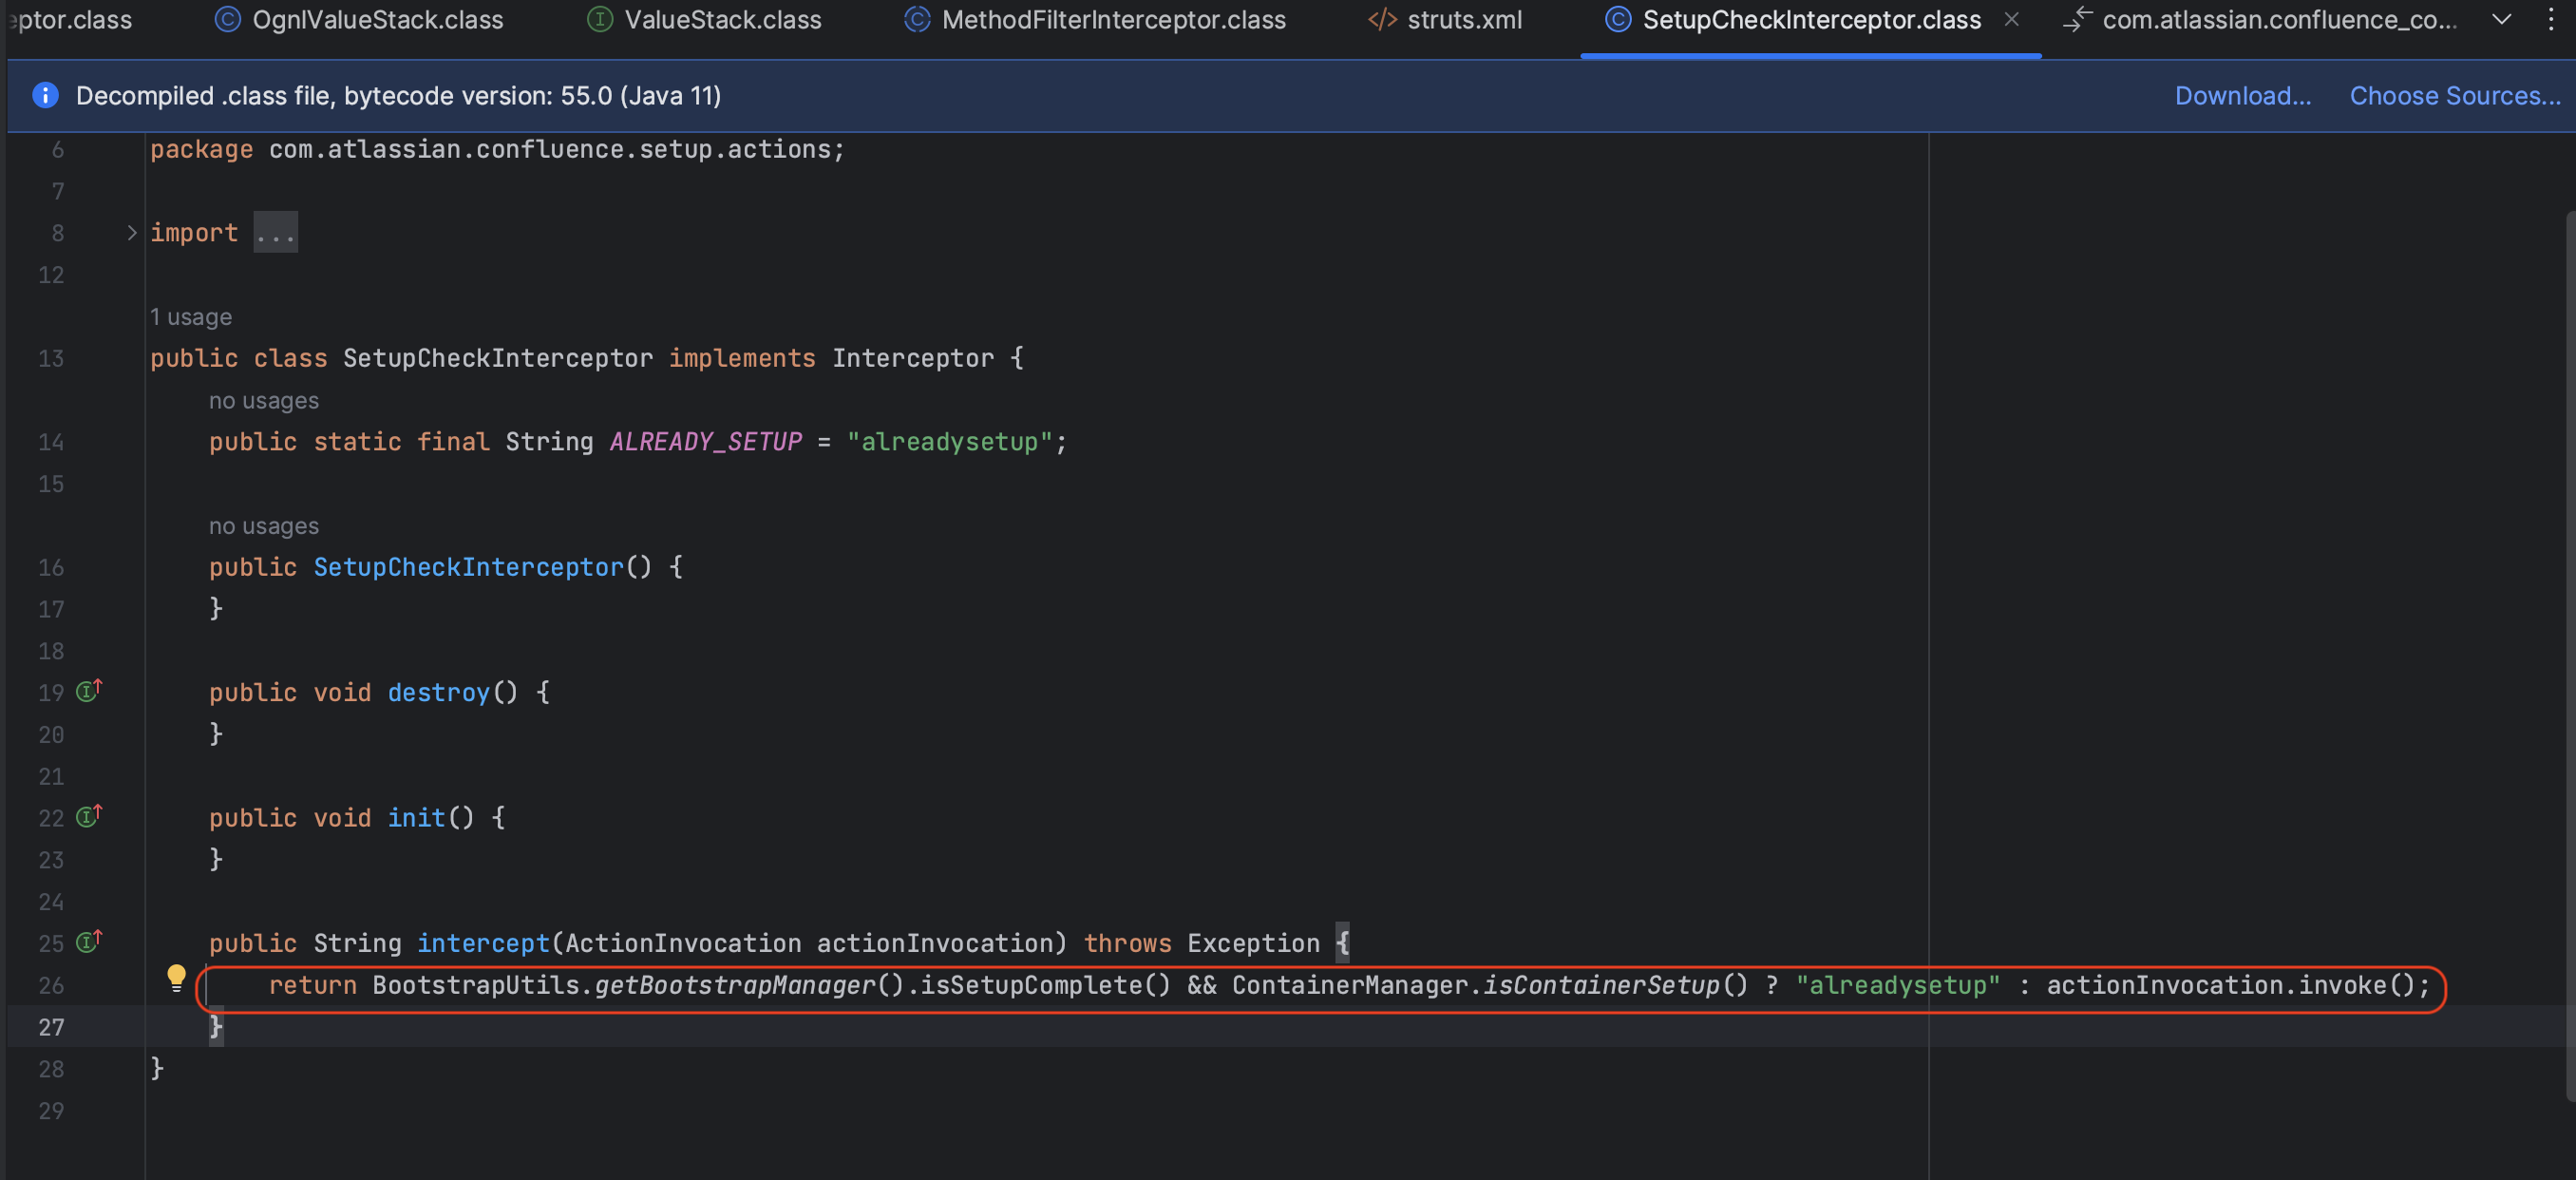 eptor.class OgnlValueStack.class ValueStack.class MethodFilterInterceptor.class struts.xml SetupCheckInterceptor.class com.atlassian.confluence_co...
Decompiled .class file, bytecode version: 55.0 (Java 11) Download... Choose Sources...
6 package com.atlassian.confluence.setup.actions;
7
8 import ...
12
1 usage
13 public class SetupCheckInterceptor implements Interceptor {
no usages
14 public static final String ALREADY_SETUP = "alreadysetup";
15
no usages
16 public SetupCheckInterceptor() {
17 }
18
19 public void destroy() {
20 }
21
22 public void init() {
23 }
24
25 public String intercept(ActionInvocation actionInvocation) throws Exception {
26 return BootstrapUtils.getBootstrapManager().isSetupComplete() && ContainerManager.isContainerSetup() ? "alreadysetup" : actionInvocation.invoke();
27 }
28 }
29